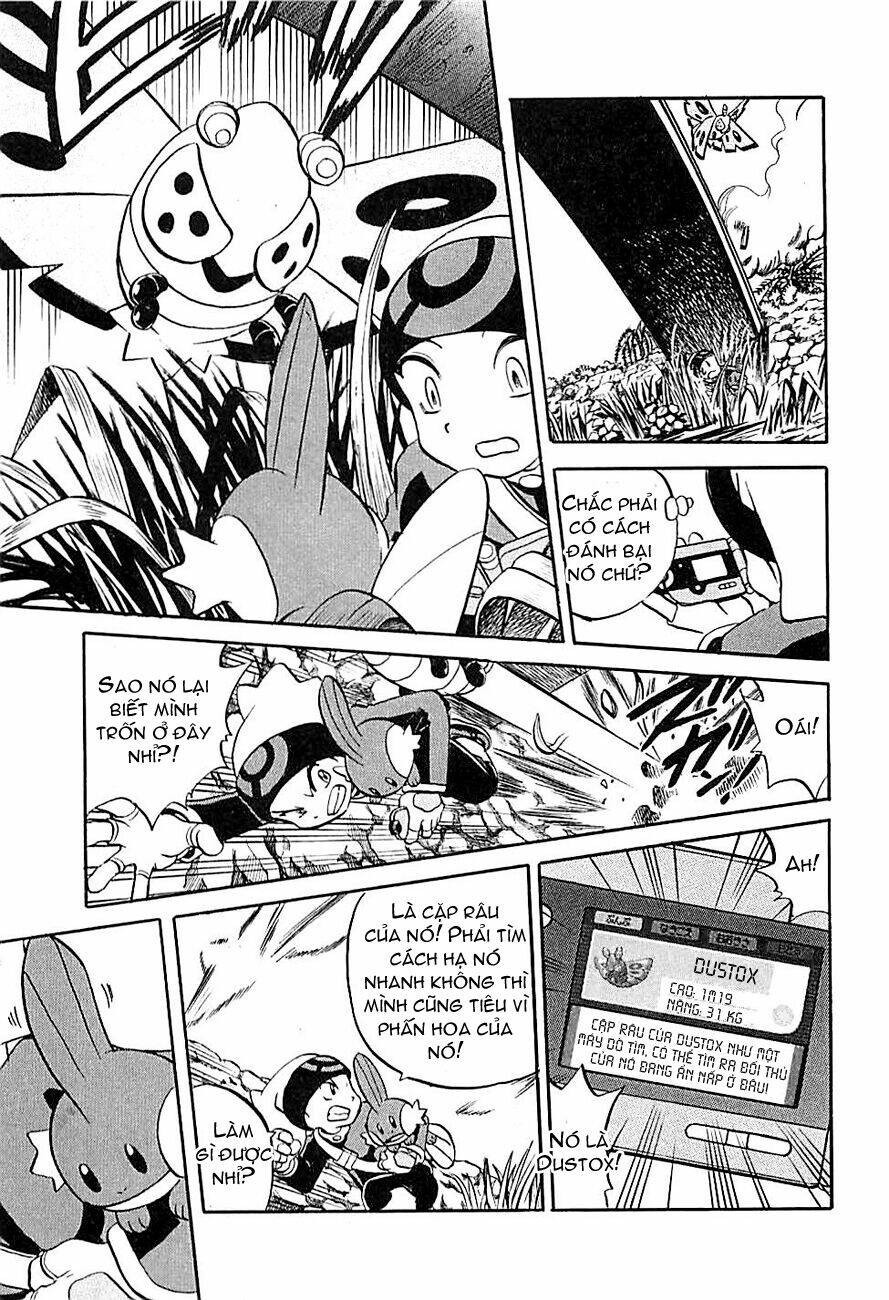 CHẮC PHẢI
CÓ CÁCH
ĐÁNH BẠI
NÓ CHỨ?
OÁI!
SAO NÓ LẠI
BIẾT MÌNH
TRỐN Ở ĐÂY
NHỈ?!
AH!
DUSTOX
CAO: 1M19
NẶNG: 31 KG
CẶP RÂU CỦA DUSTOX NHƯ MỘT
MÁY DÒ TÌM, CÓ THỂ TÌM RA ĐỐI THỦ
CỦA NÓ ĐANG ẨN NẤP Ở ĐÂU!
NÓ LÀ
DUSTOX!
LÀ CẶP RÂU
CỦA NÓ! PHẢI TÌM
CÁCH HẠ NÓ
NHANH KHÔNG THÌ
MÌNH CŨNG TIÊU VÌ
PHẤN HOA CỦA
NÓ!
LÀM
GÌ ĐƯỢC
NHỈ?